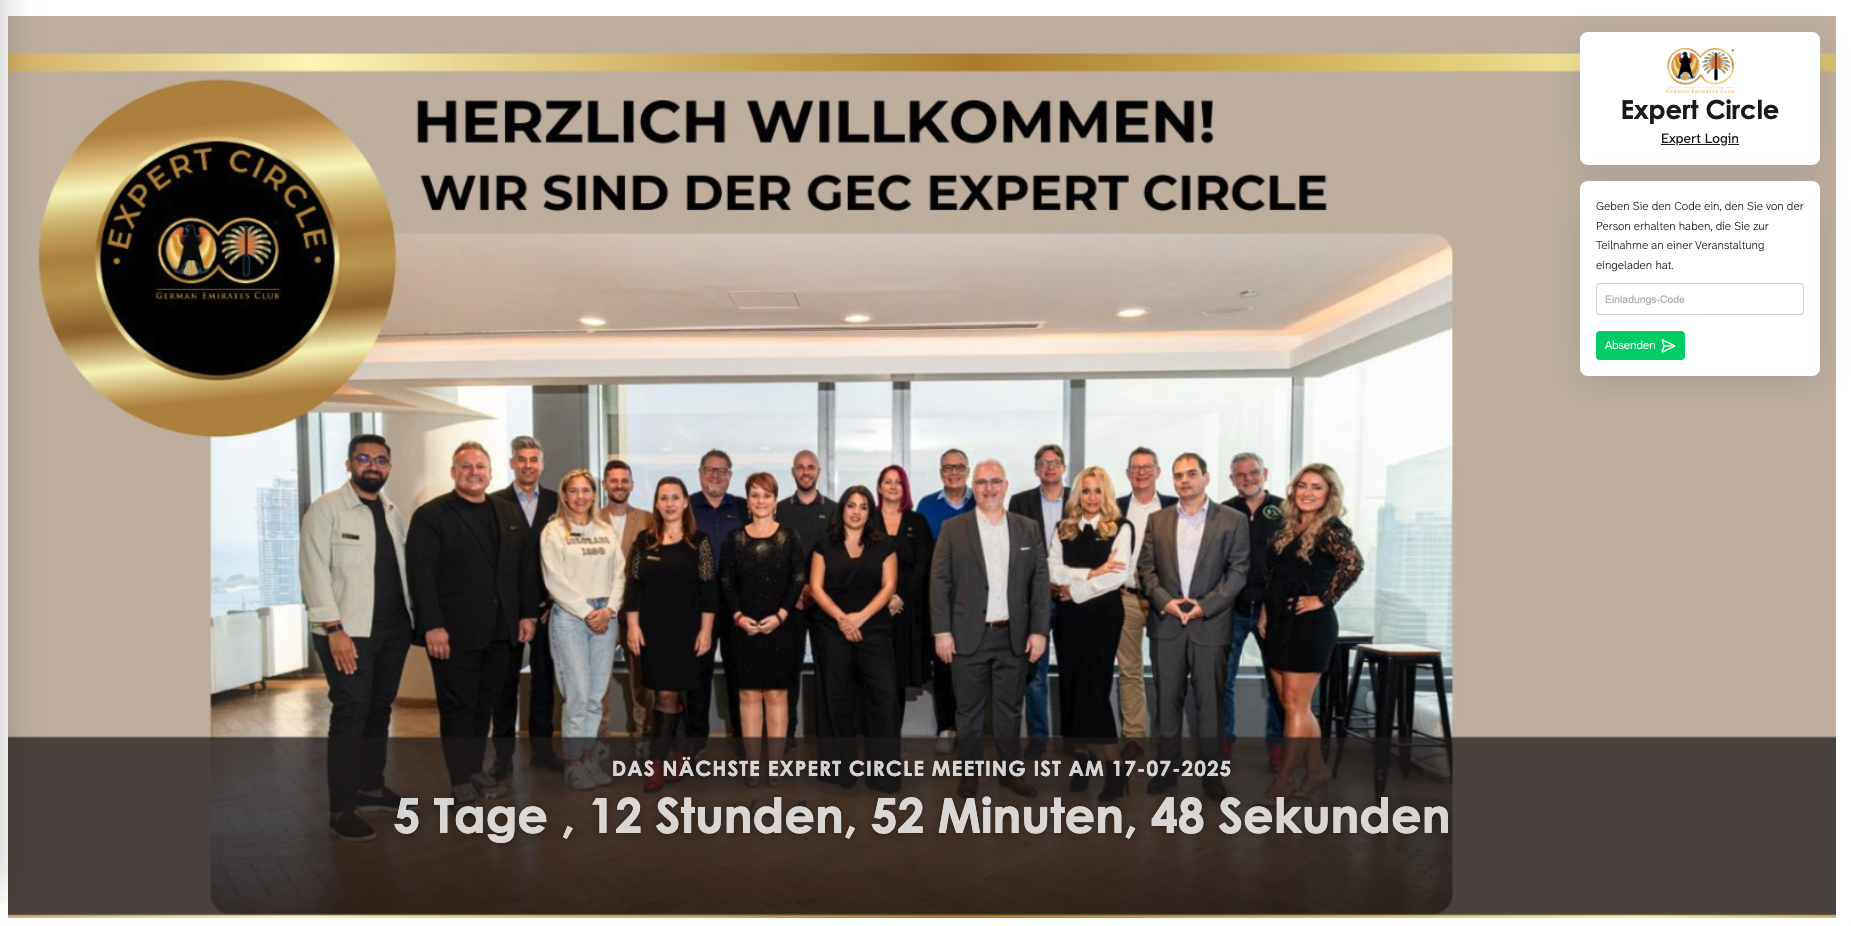 HERZLICH WILLKOMMEN!
WIR SIND DER GEC EXPERT CIRCLE
• EXPERT CIRCLE •
GERMAN EMIRATES CLUB
GERMAN EMIRATES CLUB
Expert Circle
Expert Login
Geben Sie den Code ein, den Sie von der
Person erhalten haben, die Sie zur
Teilnahme an einer Veranstaltung
eingeladen hat.
Einladungs-Code
Absenden
DAS NÄCHSTE EXPERT CIRCLE MEETING IST AM 17-07-2025
5 Tage , 12 Stunden, 52 Minuten, 48 Sekunden